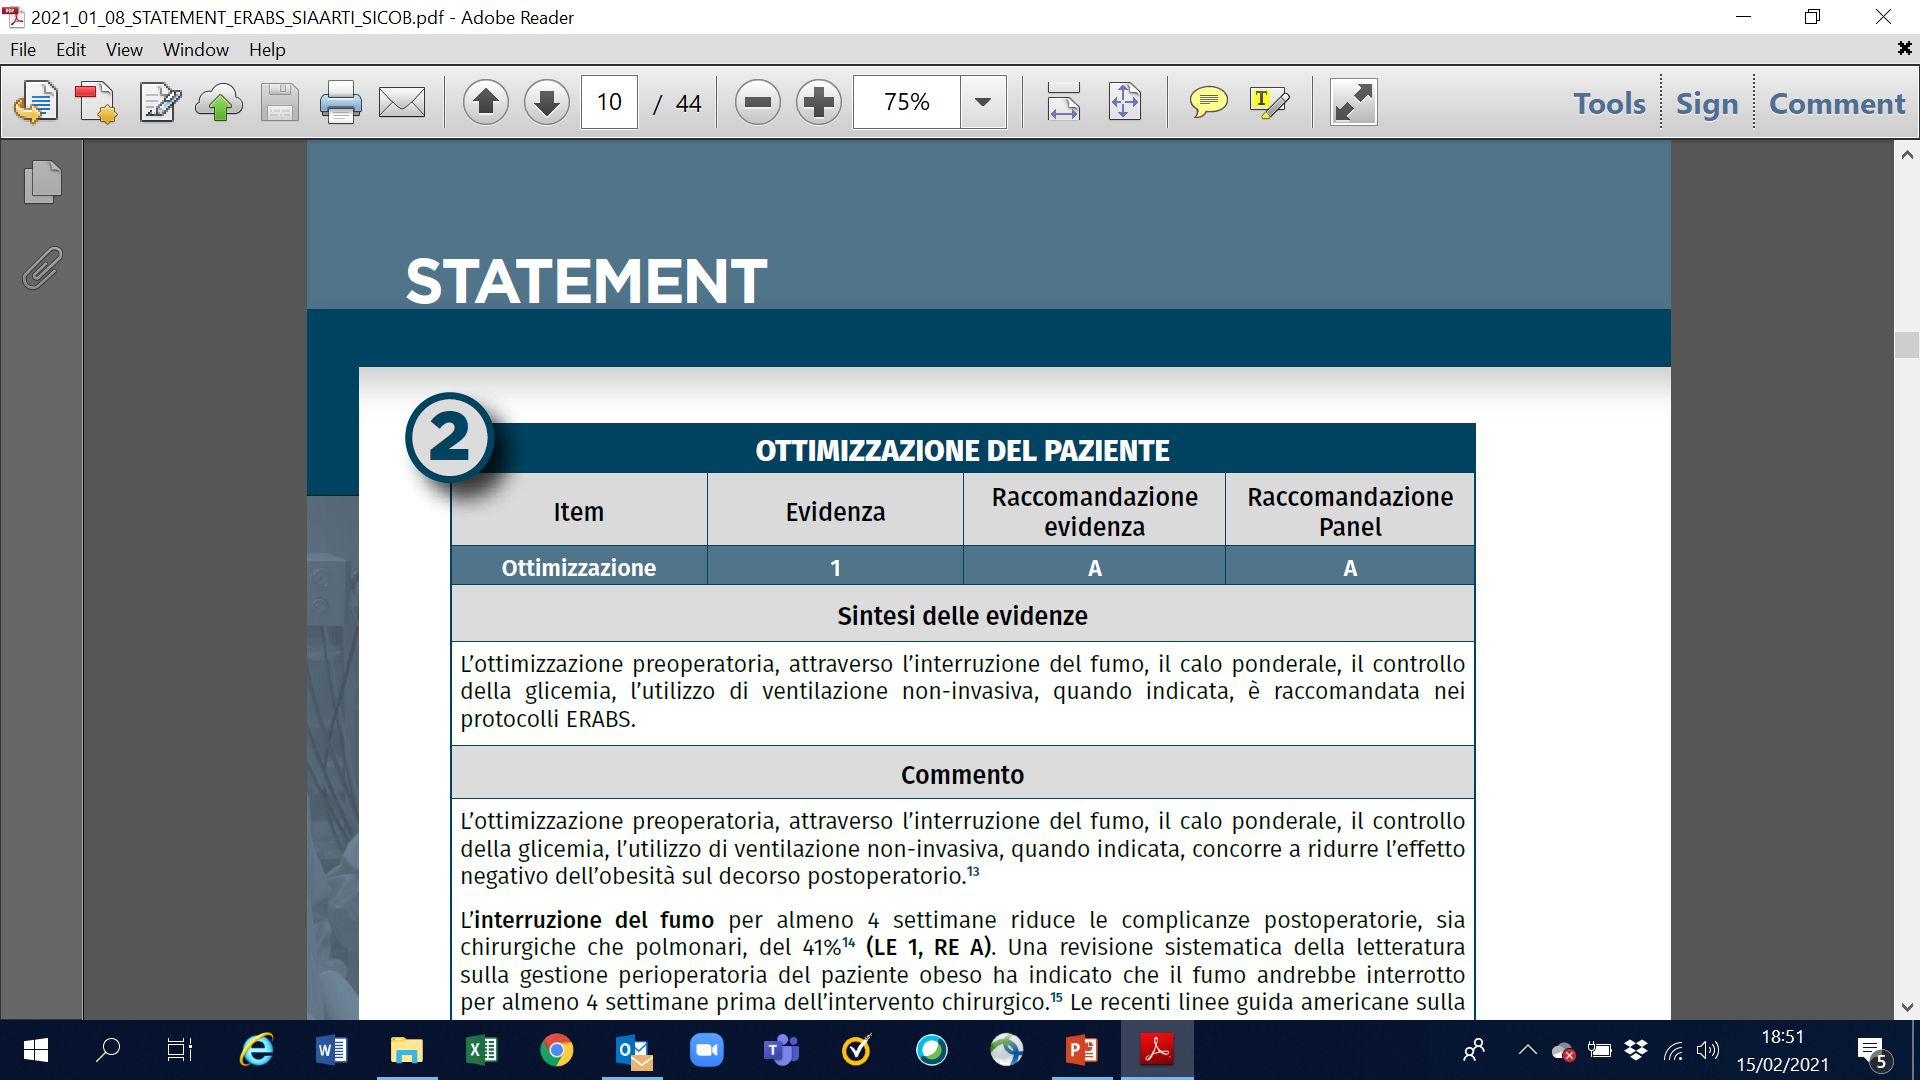 2021_01_08_STATEMENT_ERABS_SIAARTI_SICOB.pdf - Adobe Reader
File Edit View Window Help
10 / 44 75% Tools Sign Comment
STATEMENT
2
OTTIMIZZAZIONE DEL PAZIENTE
Item Evidenza Raccomandazione evidenza Raccomandazione Panel
Ottimizzazione 1 A A
Sintesi delle evidenze
L’ottimizzazione preoperatoria, attraverso l’interruzione del fumo, il calo ponderale, il controllo
della glicemia, l’utilizzo di ventilazione non-invasiva, quando indicata, è raccomandata nei
protocolli ERABS.
Commento
L’ottimizzazione preoperatoria, attraverso l’interruzione del fumo, il calo ponderale, il controllo
della glicemia, l’utilizzo di ventilazione non-invasiva, quando indicata, concorre a ridurre l’effetto
negativo dell’obesità sul decorso postoperatorio.13
L’interruzione del fumo per almeno 4 settimane riduce le complicanze postoperatorie, sia
chirurgiche che polmonari, del 41%14 (LE 1, RE A). Una revisione sistematica della letteratura
sulla gestione perioperatoria del paziente obeso ha indicato che il fumo andrebbe interrotto
per almeno 4 settimane prima dell’intervento chirurgico.15 Le recenti linee guida americane sulla
18:51
15/02/2021
5